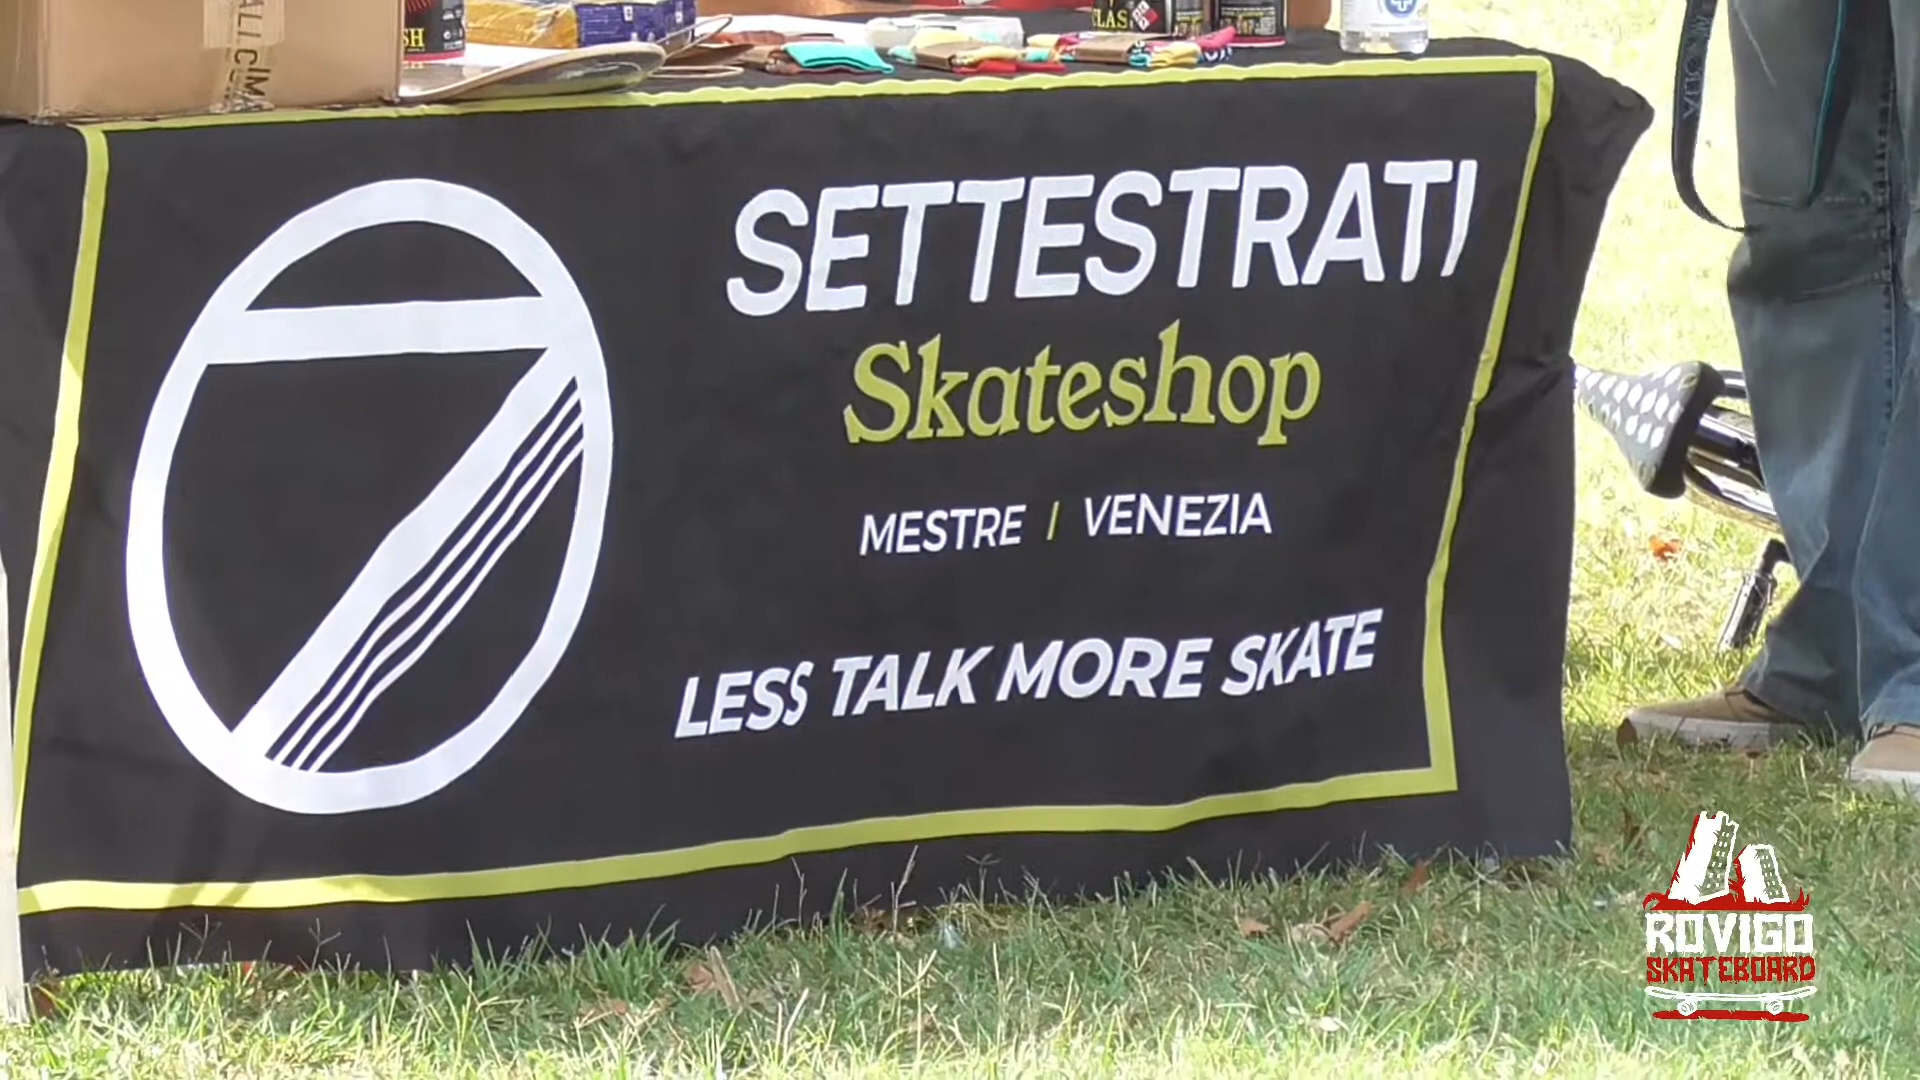 SETTESTRATI
Skateshop
MESTRE / VENEZIA
LESS TALK MORE SKATE
ROVIGO
SKATEBOARD